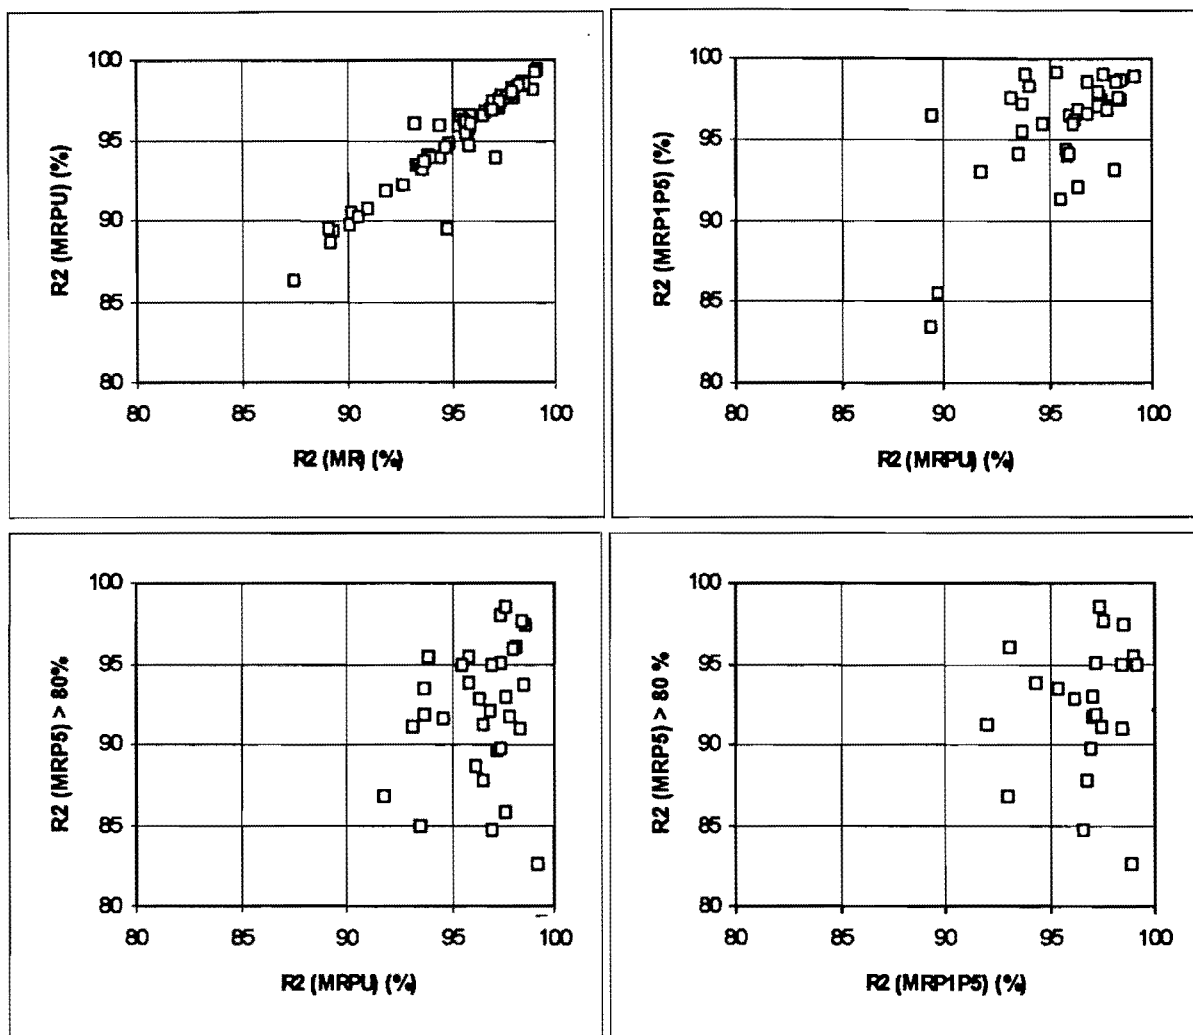 100
95
90
85
80
R2 (MRPU) (%)
80 85 90 95 100
R2 (MR) (%)
100
95
90
85
80
R2 (MRP1P5) (%)
80 85 90 95 100
R2 (MRPU) (%)
100
95
90
85
80
R2 (MRP5) > 80%
80 85 90 95 100
R2 (MRPU) (%)
100
95
90
85
80
R2 (MRP5) > 80 %
80 85 90 95 100
R2 (MRP1P5) (%)